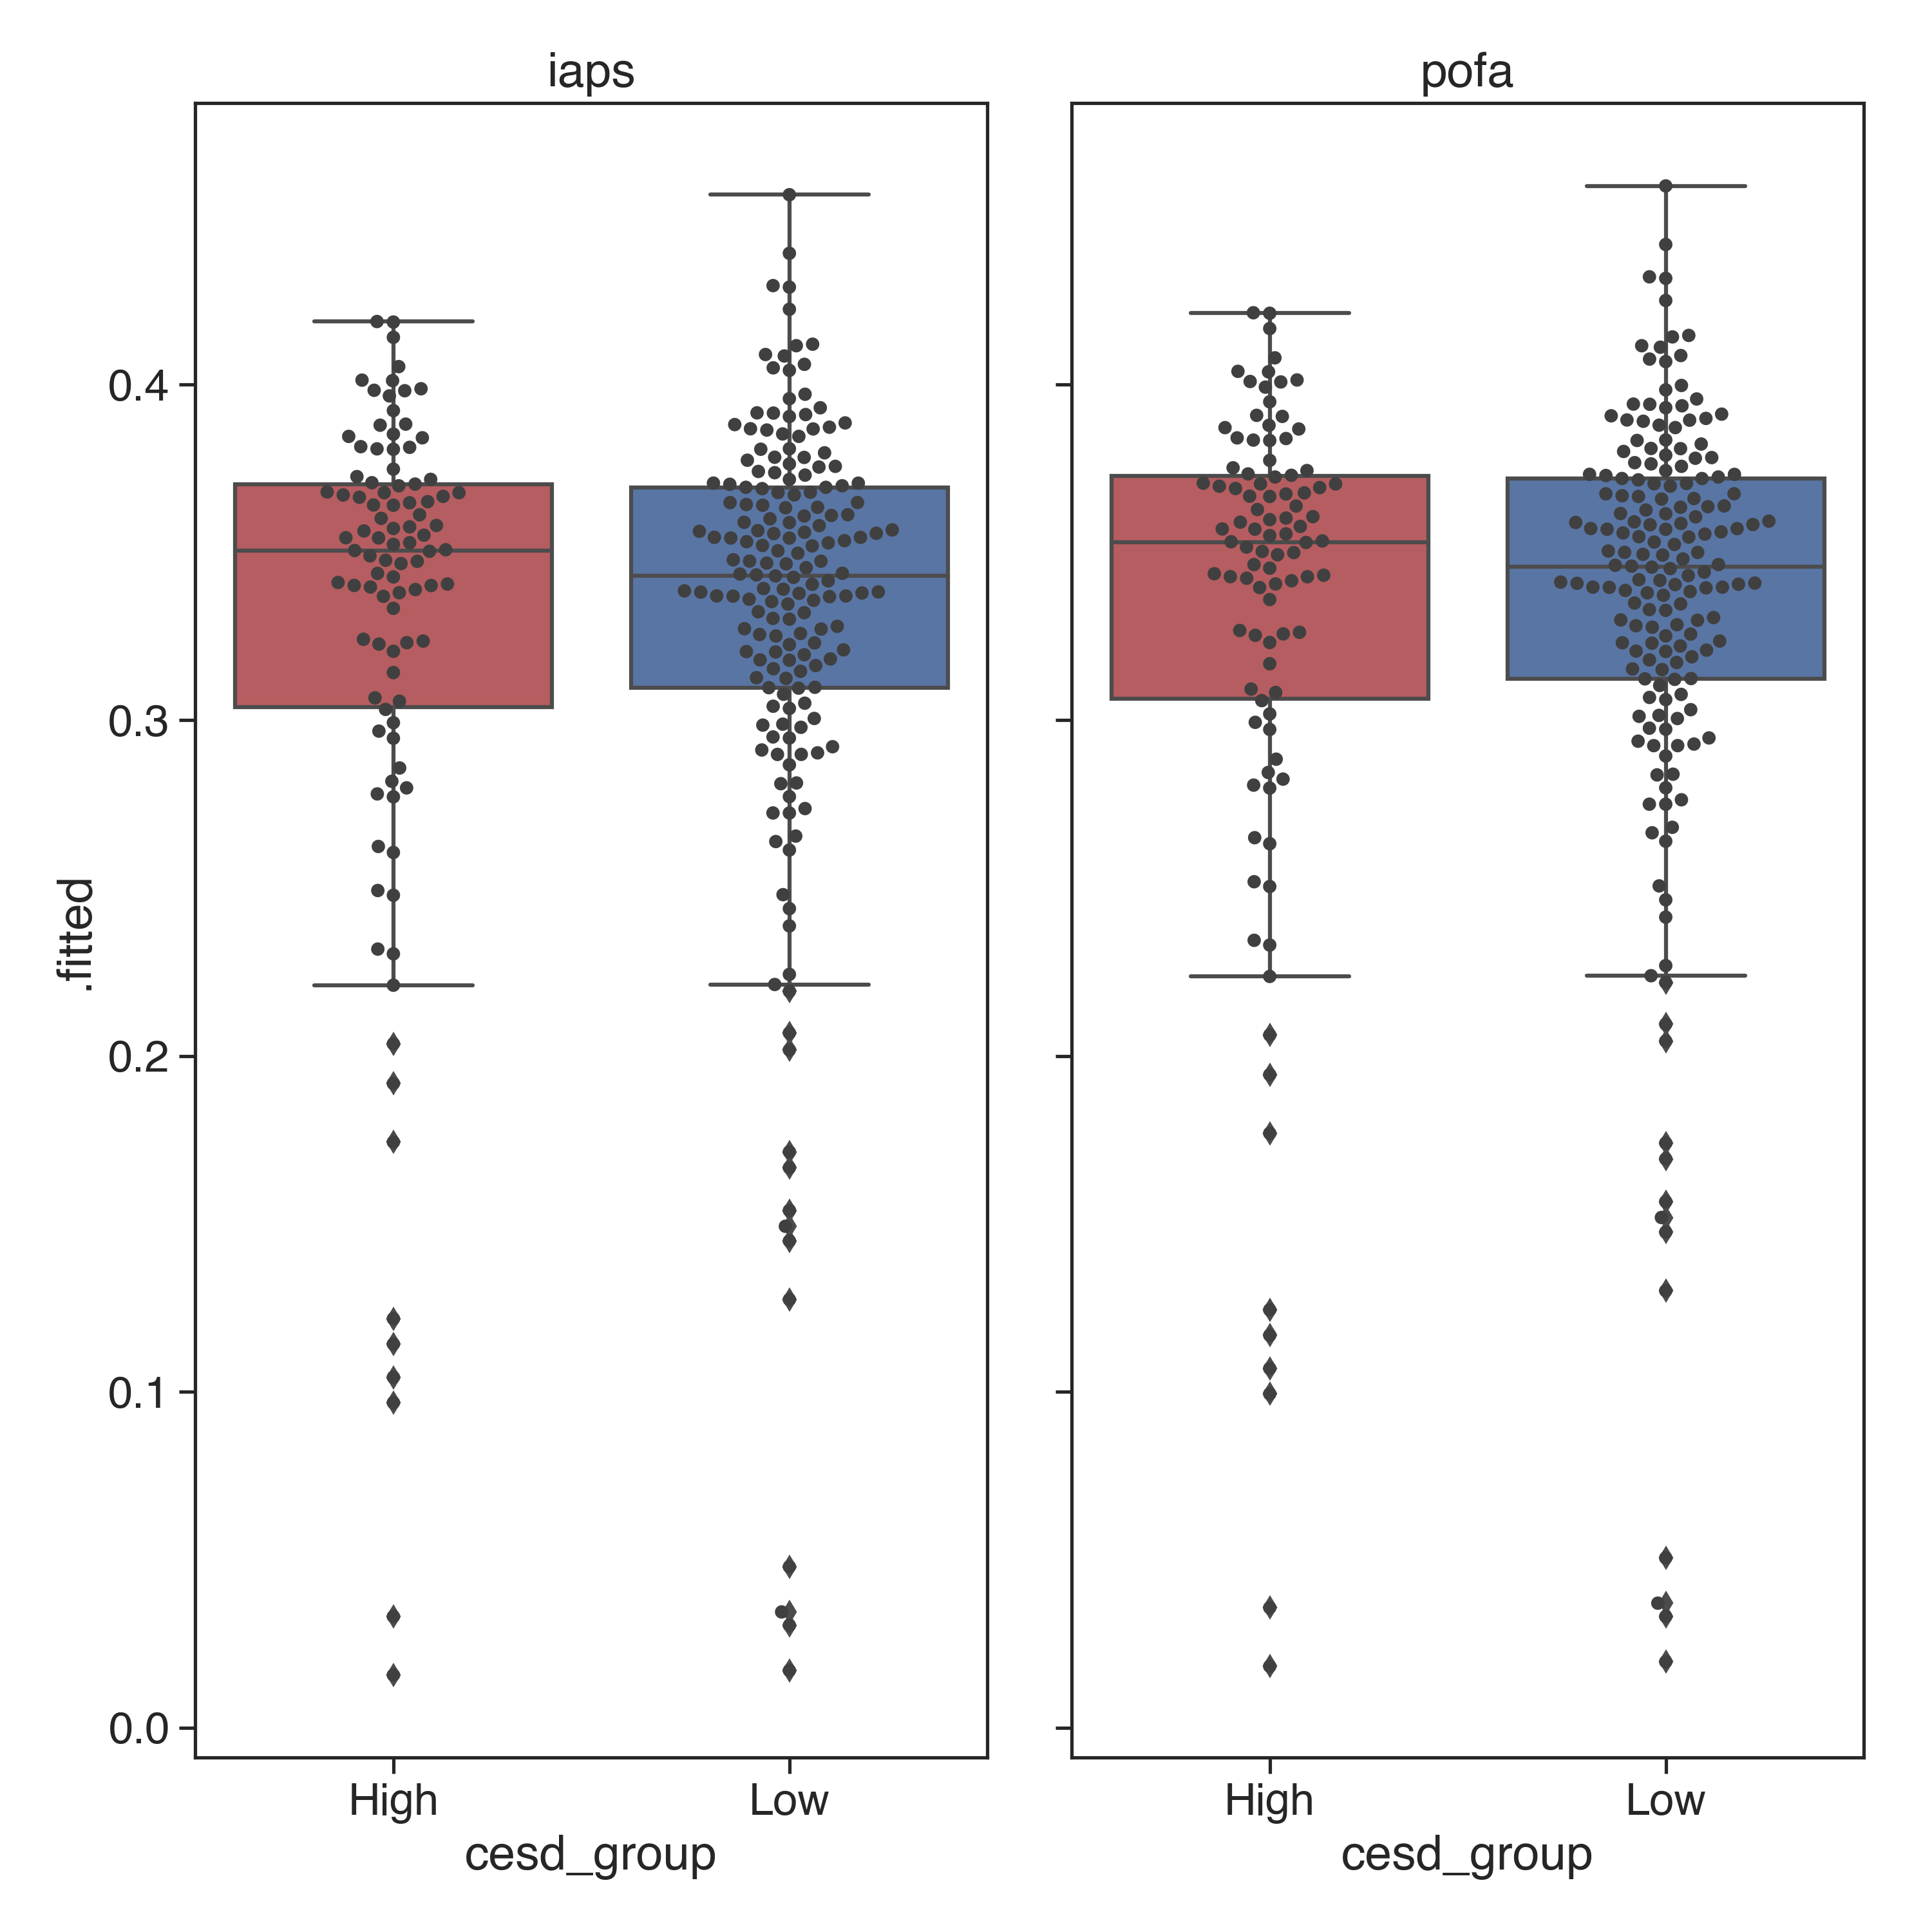 iaps
pofa
.fitted
0.4
0.3
0.2
0.1
0.0
High
Low
High
Low
cesd_group
cesd_group